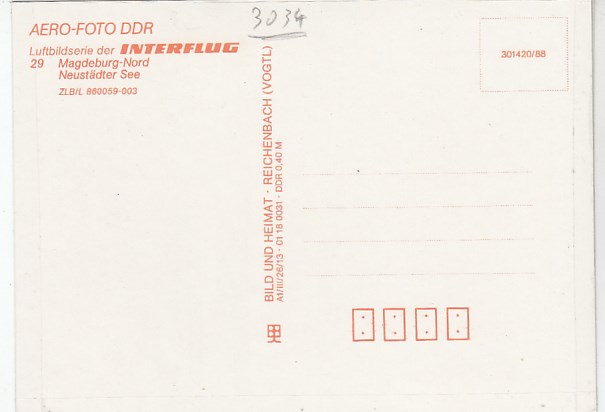 3034
AERO-FOTO DDR
Luftbildserie der INTERFLUG
29 Magdeburg-Nord
Neustädter See
ZLB/L 860059-003
301420/88
BILD UND HEIMAT · REICHENBACH (VOGTL)
A1/III/26/13 · 01 18 0031 · DDR 0,40 M